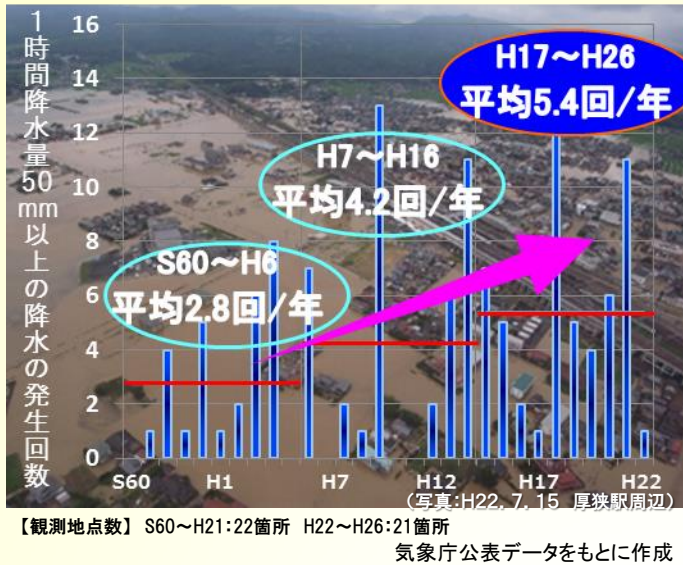 1時間降水量50mm以上の降水の発生回数
16
14
12
10
8
6
4
2
0
H17～H26
平均5.4回/年
H7～H16
平均4.2回/年
S60～H6
平均2.8回/年
S60 H1 H7 H12 H17 H22
（写真:H22．7．15 厚狭駅周辺）
【観測地点数】 S60～H21：22箇所 H22～H26：21箇所
気象庁公表データをもとに作成